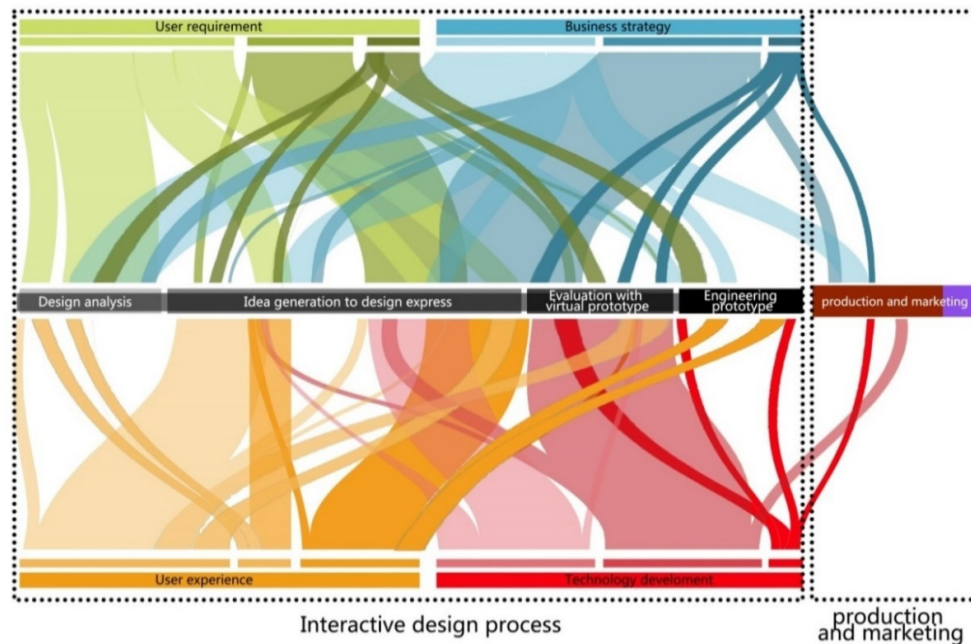 User requirement
Business strategy
Design analysis
Idea generation to design express
Evaluation with
virtual prototype
Engineering
prototype
production and marketing
User experience
Technology develoment
Interactive design process
production
and marketing